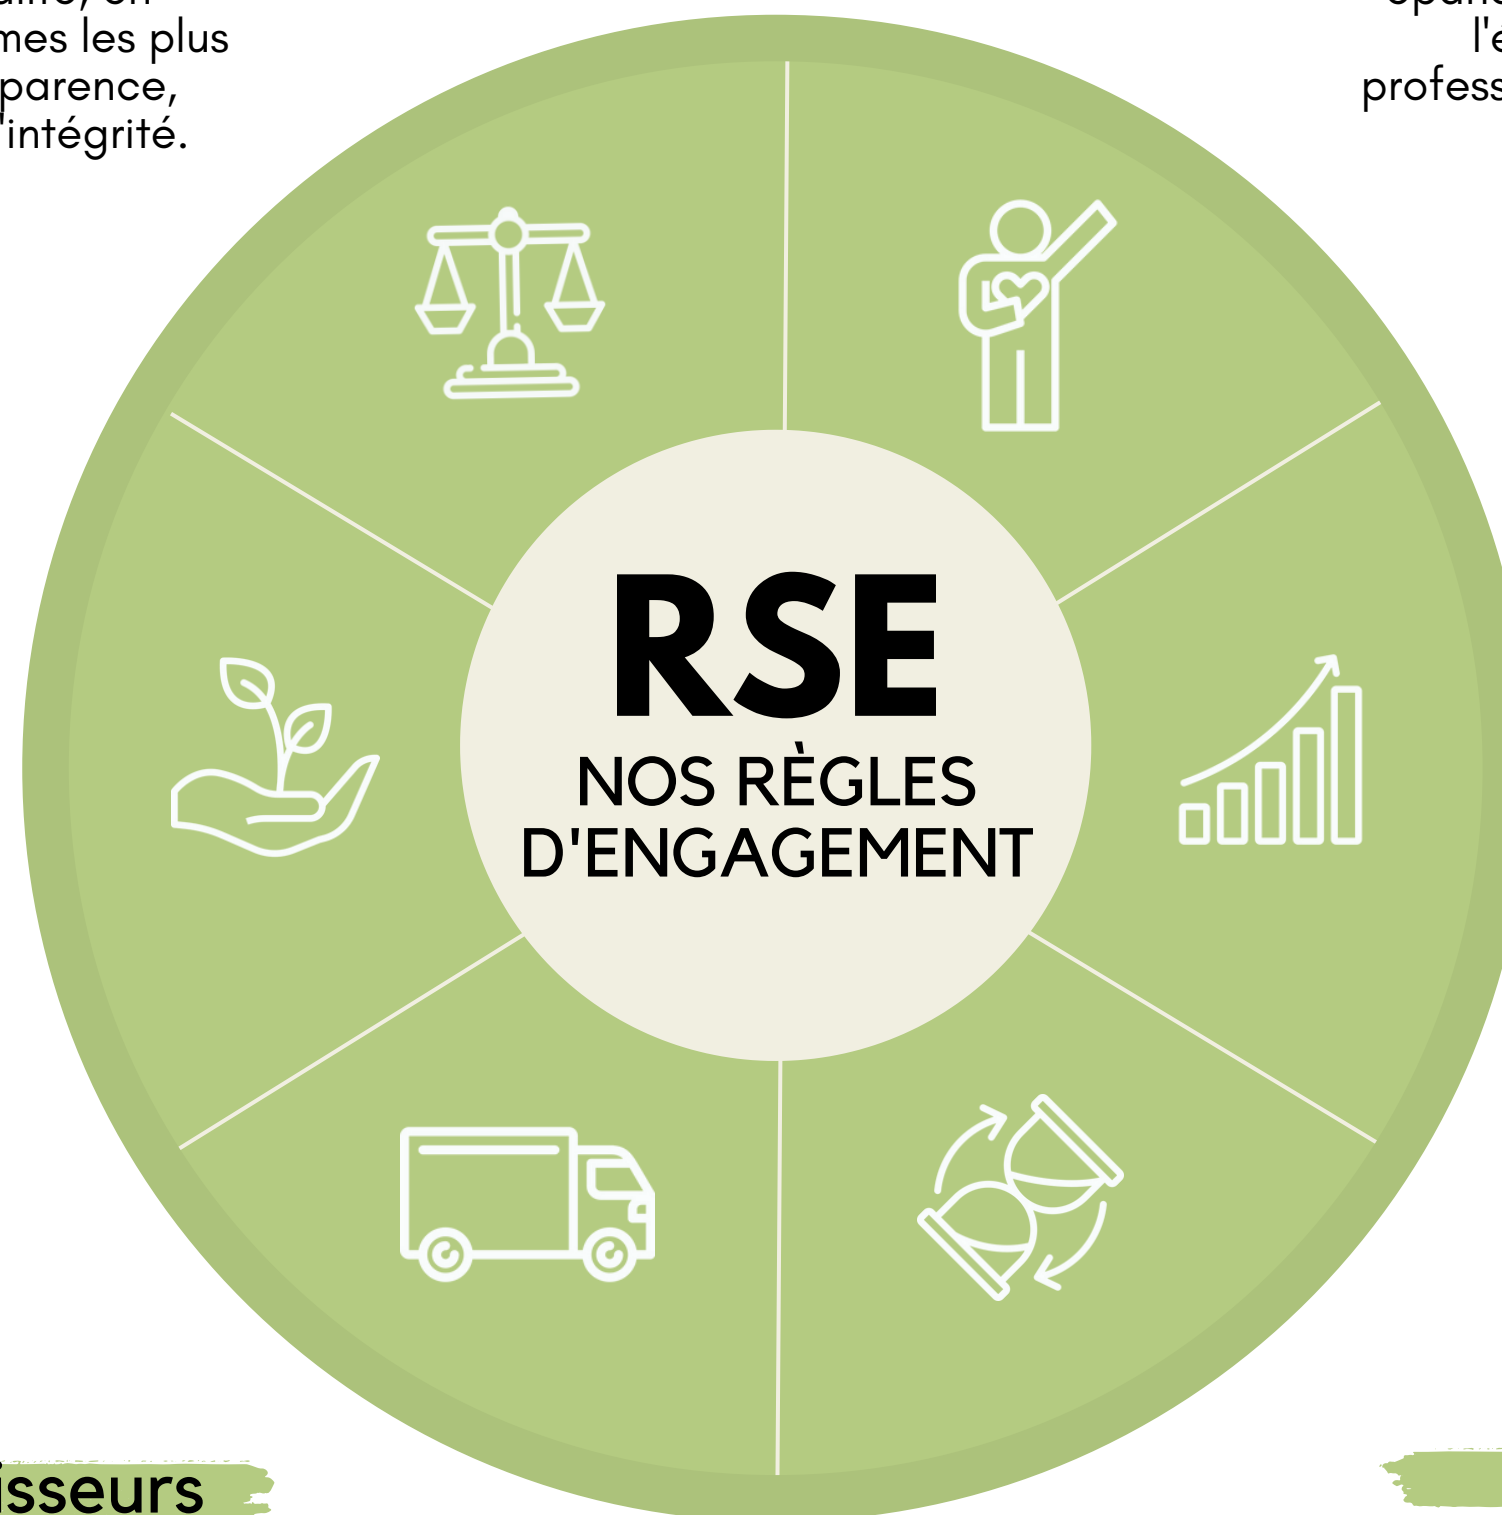 mes les plus
parence,
'intégrité.
l'é
profess
RSE
NOS RÈGLES
D'ENGAGEMENT
isseurs